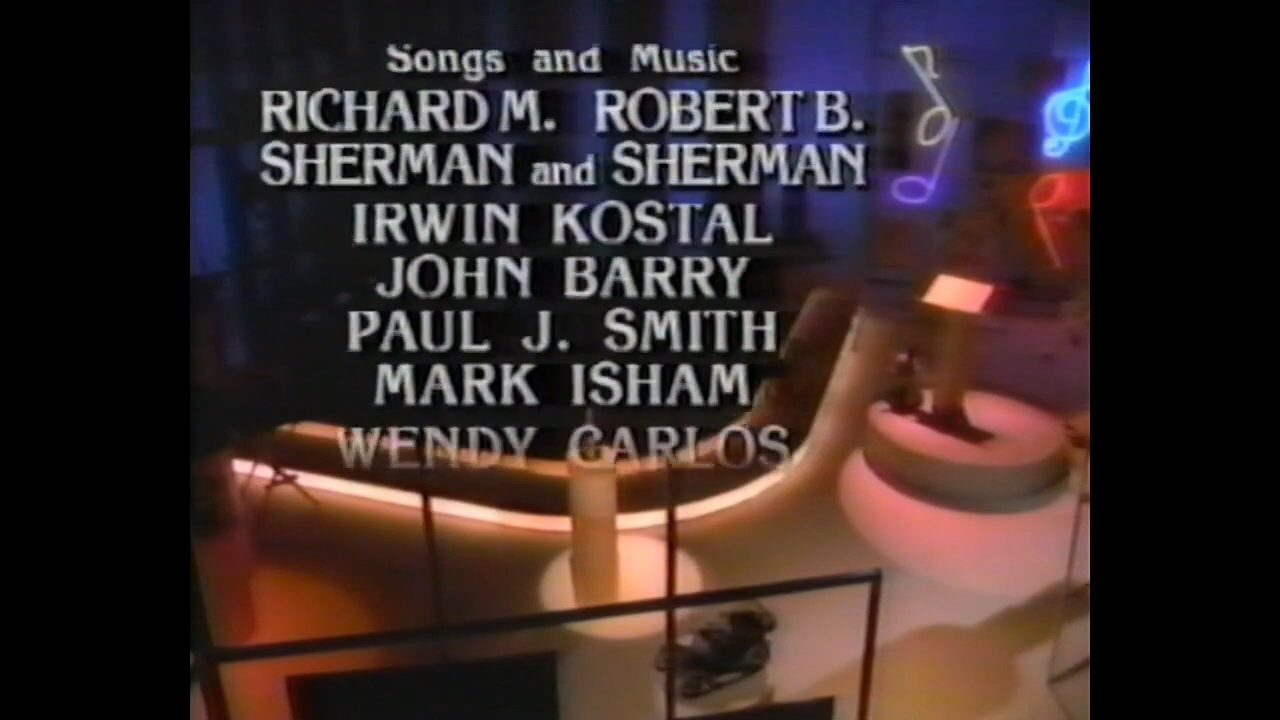 Songs and Music
RICHARD M. ROBERT B.
SHERMAN and SHERMAN
IRWIN KOSTAL
JOHN BARRY
PAUL J. SMITH
MARK ISHAM
WENDY CARLOS